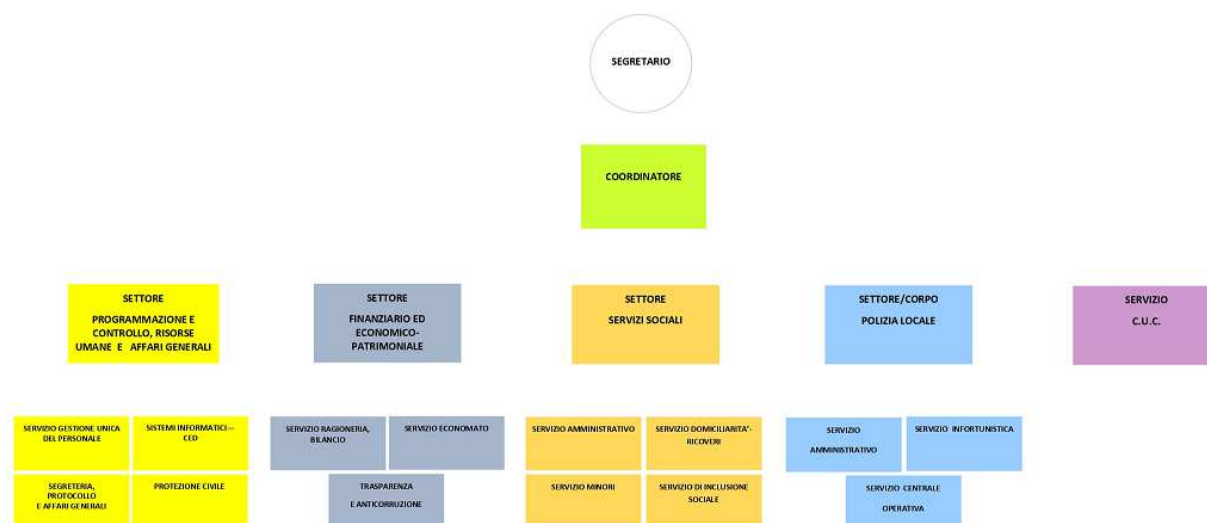 SEGRETARIO
COORDINATORE
SETTORE
PROGRAMMAZIONE E
CONTROLLO, RISORSE
UMANE E AFFARI GENERALI
SETTORE
FINANZIARIO ED
ECONOMICO-
PATRIMONIALE
SETTORE
SERVIZI SOCIALI
SETTORE/CORPO
POLIZIA LOCALE
SERVIZIO
C.U.C.
SERVIZIO GESTIONE UNICA
DEL PERSONALE
SISTEMI INFORMATICI –
CED
SEGRETERIA,
PROTOCOLLO
E AFFARI GENERALI
PROTEZIONE CIVILE
SERVIZIO RAGIONERIA,
BILANCIO
SERVIZIO ECONOMATO
TRASPARENZA
E ANTICORRUZIONE
SERVIZIO AMMINISTRATIVO
SERVIZIO DOMICILIARITA'-
RICOVERI
SERVIZIO MINORI
SERVIZIO DI INCLUSIONE
SOCIALE
SERVIZIO
AMMINISTRATIVO
SERVIZIO INFORTUNISTICA
SERVIZIO CENTRALE
OPERATIVA